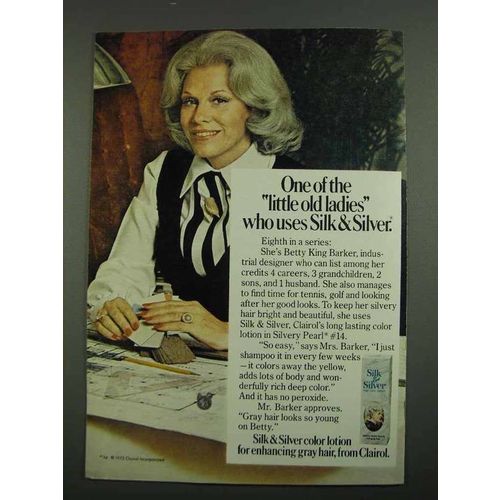 One of the
"little old ladies"
who uses Silk & Silver.®
Eighth in a series:
She's Betty King Barker, indus-
trial designer who can list among her
credits 4 careers, 3 grandchildren, 2
sons, and 1 husband. She also manages
to find time for tennis, golf and looking
after her good looks. To keep her silvery
hair bright and beautiful, she uses
Silk & Silver, Clairol's long lasting color
lotion in Silvery Pearl* #14.
"So easy," says Mrs. Barker, "I just
shampoo it in every few weeks
– it colors away the yellow,
adds lots of body and won-
derfully rich deep color."
And it has no peroxide.
Mr. Barker approves.
"Gray hair looks so young
on Betty."
Silk & Silver color lotion
for enhancing gray hair, from Clairol.
Silk
&
Silver
© 1973 Clairol Incorporated